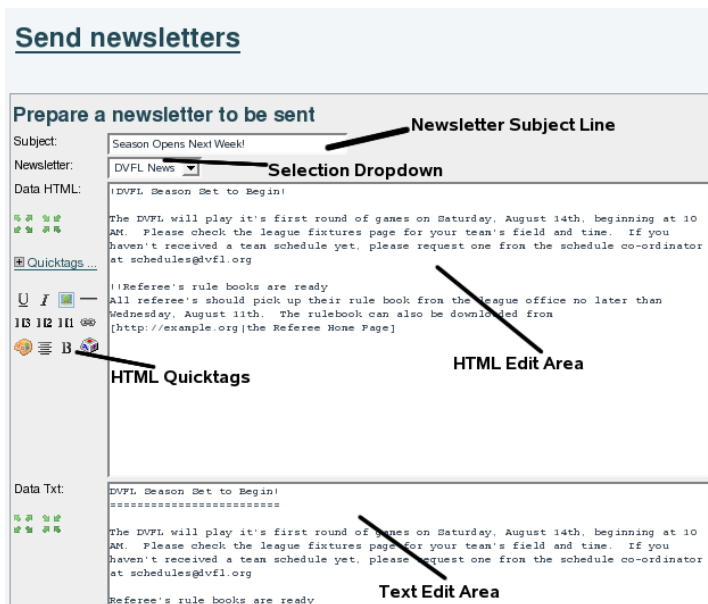 Send newsletters
Prepare a newsletter to be sent
Newsletter Subject Line
Subject:
Season Opens Next Week!
Newsletter:
DVFL News
Selection Dropdown
Data HTML:
!DVFL Season Set to Begin!
The DVFL will play it's first round of games on Saturday, August 14th, beginning at 10
AM. Please check the league fixtures page for your team's field and time. If you
haven't received a team schedule yet, please request one from the schedule co-ordinator
at schedules@dvfl.org
Quicktags ...
!!Referee's rule books are ready
All referee's should pick up their rule book from the league office no later than
Wednesday, August 11th. The rulebook can also be downloaded from
[http://example.org|the Referee Home Page]
U I
H3 H2 H1
B
HTML Quicktags
HTML Edit Area
Data Txt:
DVFL Season Set to Begin!
=========================
The DVFL will play it's first round of games on Saturday, August 14th, beginning at 10
AM. Please check the league fixtures page for your team's field and time. If you
haven't received a team schedule yet, please request one from the schedule co-ordinator
at schedules@dvfl.org
Text Edit Area
Referee's rule books are ready